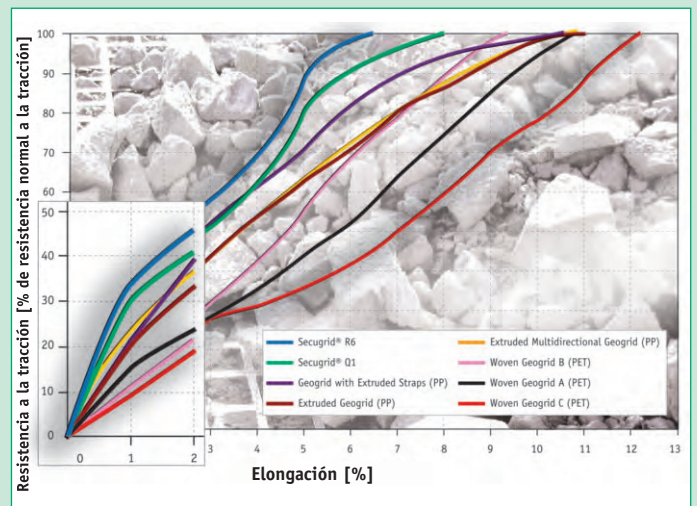 Resistencia a la tracción [% de resistencia normal a la tracción]
100
90
80
70
60
50
40
30
20
10
0
0 1 2 3 4 5 6 7 8 9 10 11 12 13
Elongación [%]
Secugrid® R6
Secugrid® Q1
Geogrid with Extruded Straps (PP)
Extruded Geogrid (PP)
Extruded Multidirectional Geogrid (PP)
Woven Geogrid B (PET)
Woven Geogrid A (PET)
Woven Geogrid C (PET)